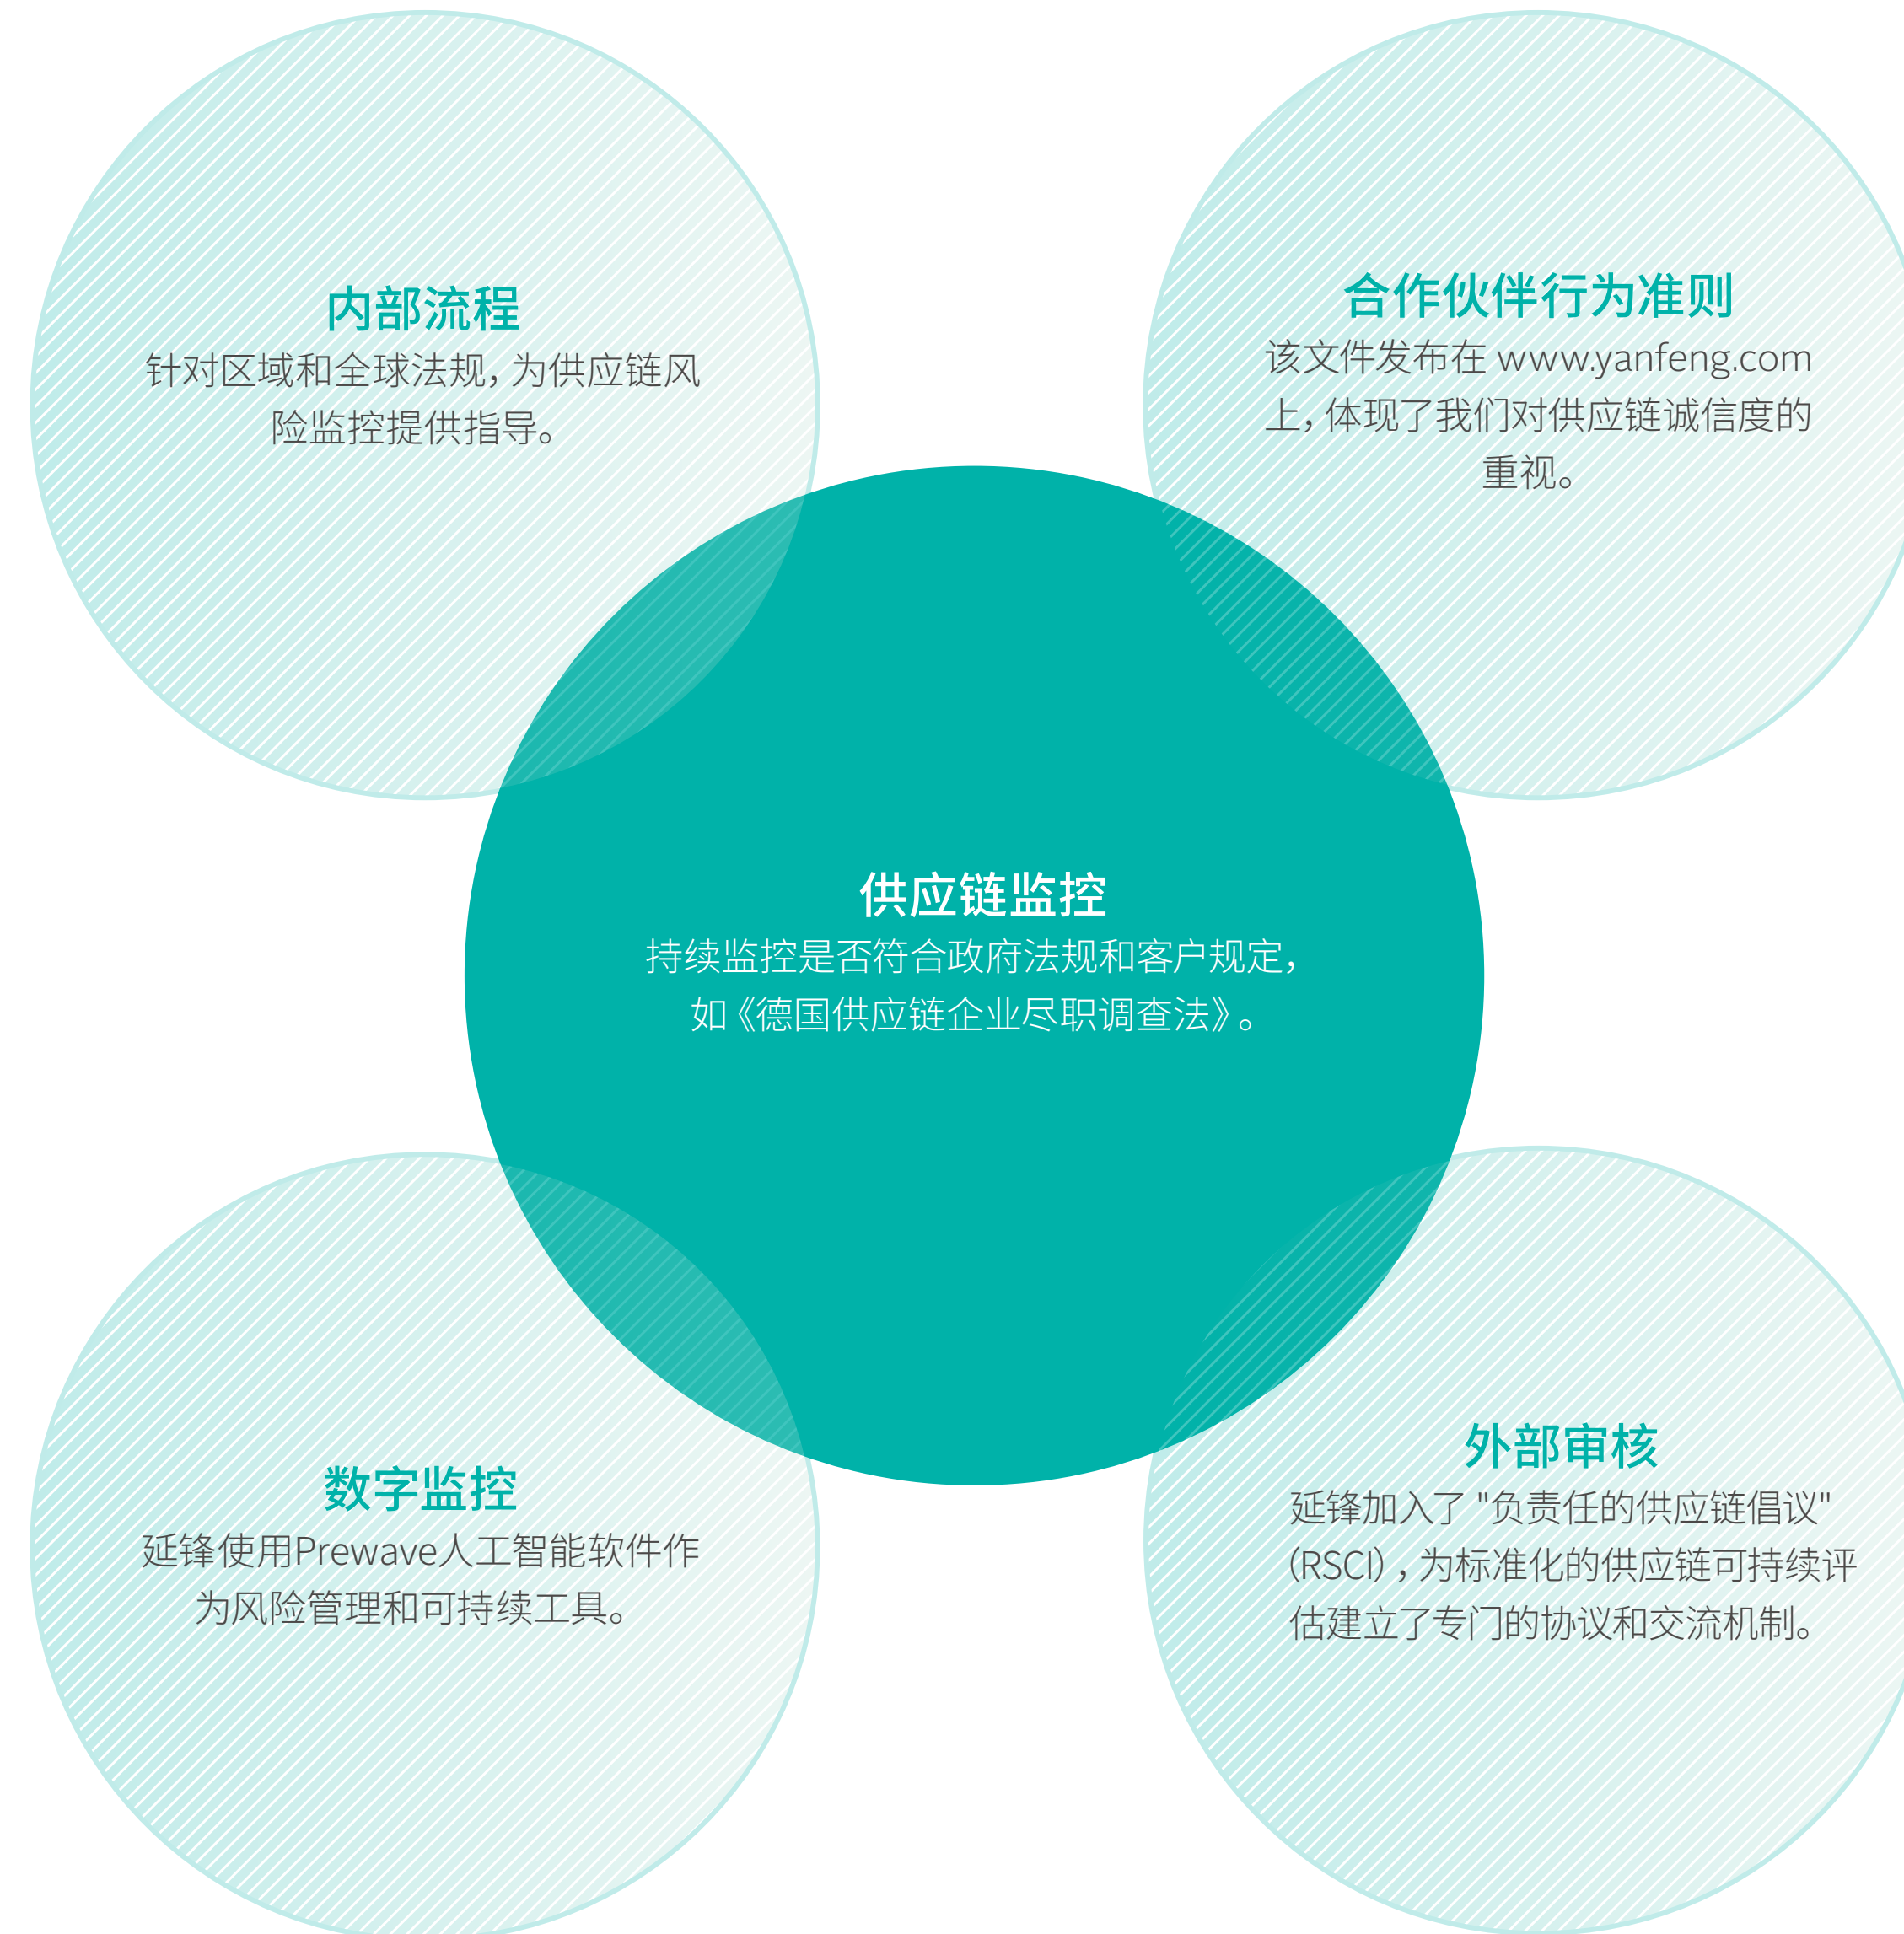 内部流程
针对区域和全球法规，为供应链风
险监控提供指导。
合作伙伴行为准则
该文件发布在 www.yanfeng.com
上，体现了我们对供应链诚信度的
重视。
供应链监控
持续监控是否符合政府法规和客户规定，
如《德国供应链企业尽职调查法》。
数字监控
延锋使用Prewave人工智能软件作
为风险管理和可持续工具。
外部审核
延锋加入了 "负责任的供应链倡议"
（RSCI），为标准化的供应链可持续评
估建立了专门的协议和交流机制。